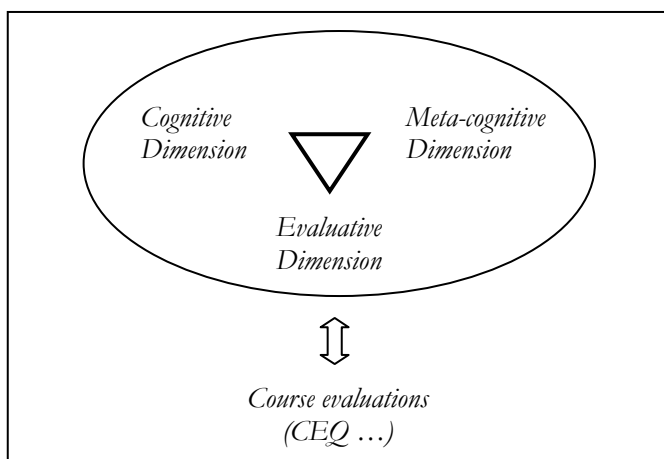 Cognitive
Dimension
Meta-cognitive
Dimension
Evaluative
Dimension
Course evaluations
(CEQ …)